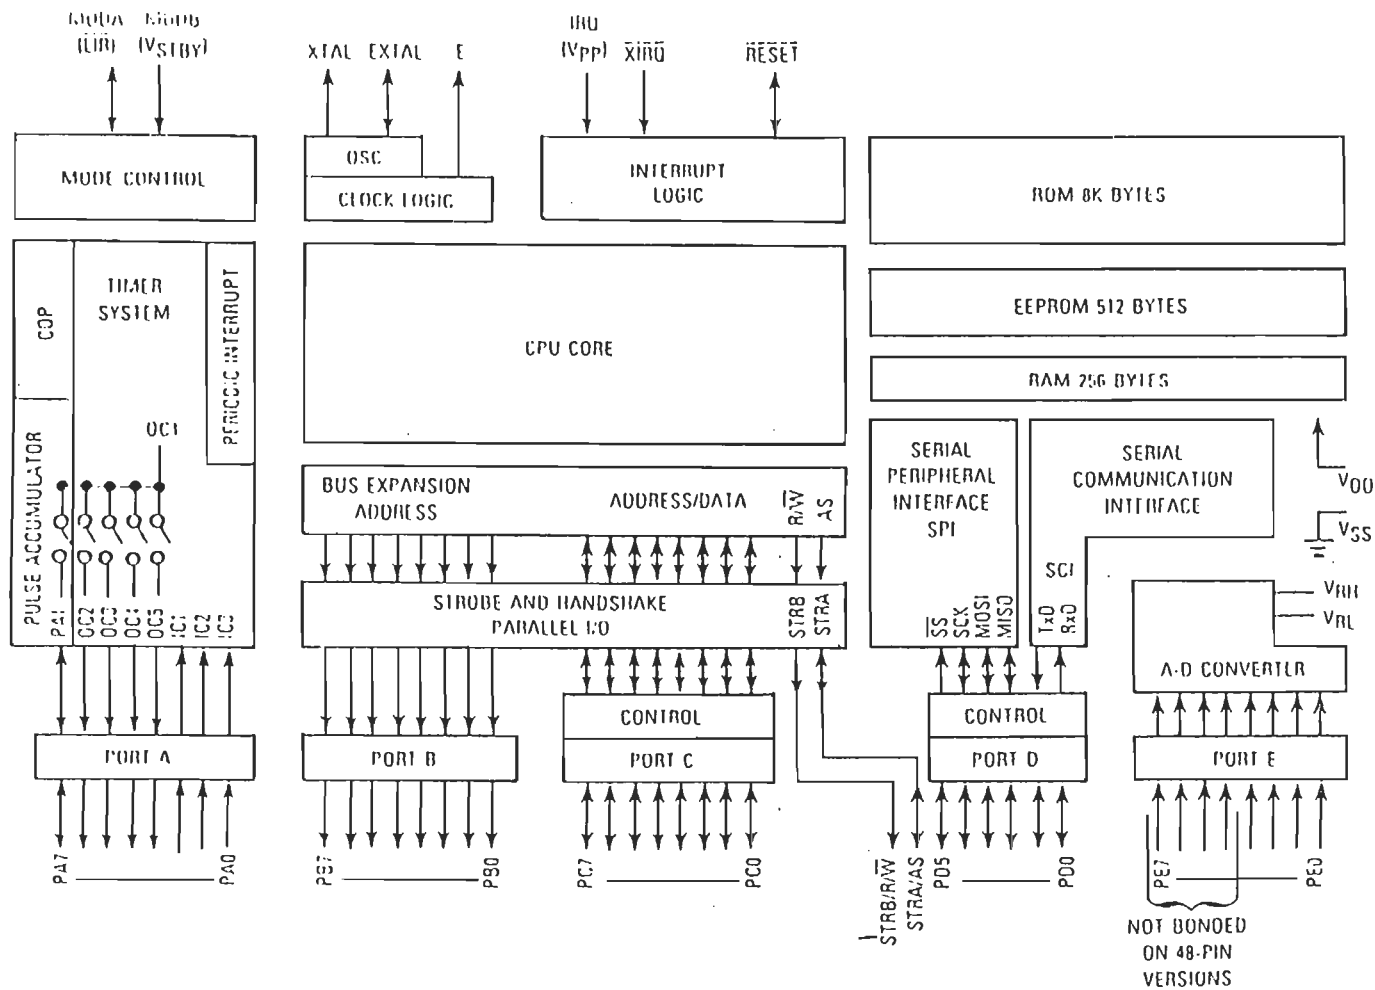 MODA MODB
(LIR) (VSTBY)
XTAL EXTAL E
IRQ
(VPP) XIRQ RESET
MODE CONTROL
OSC
CLOCK LOGIC
INTERRUPT
LOGIC
ROM 8K BYTES
COP
TIMER
SYSTEM
PERIODIC INTERRUPT
CPU CORE
EEPROM 512 BYTES
RAM 256 BYTES
PULSE ACCUMULATOR
OC1
PA1 OC2 OC3 OC4 OC5 IC1 IC2 IC3
BUS EXPANSION
ADDRESS
ADDRESS/DATA
R/W AS
STROBE AND HANDSHAKE
PARALLEL I/O
STRB STRA
SERIAL
PERIPHERAL
INTERFACE
SPI
SS SCK MOSI MISO
SERIAL
COMMUNICATION
INTERFACE
SCI
TxD RxD
VDD
VSS
VRH
VRL
A-D CONVERTER
CONTROL
CONTROL
PORT A
PORT B
PORT C
PORT D
PORT E
PA7 PA0
PB7 PB0
PC7 PC0
STRB/R/W
STRA/AS
PD5 PD0
PE7 PE0
NOT BONDED
ON 48-PIN
VERSIONS